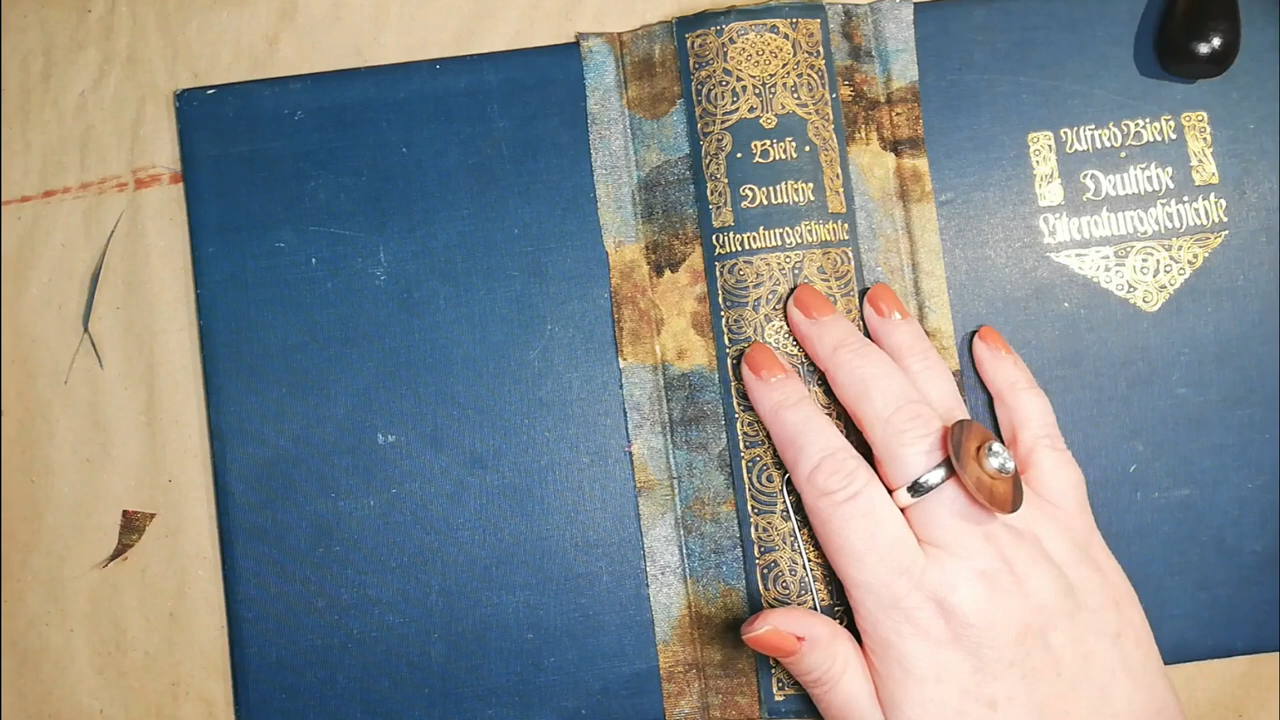 · Biese ·
Deutsche
Literaturgeschichte
Alfred Biese
Deutsche
Literaturgeschichte